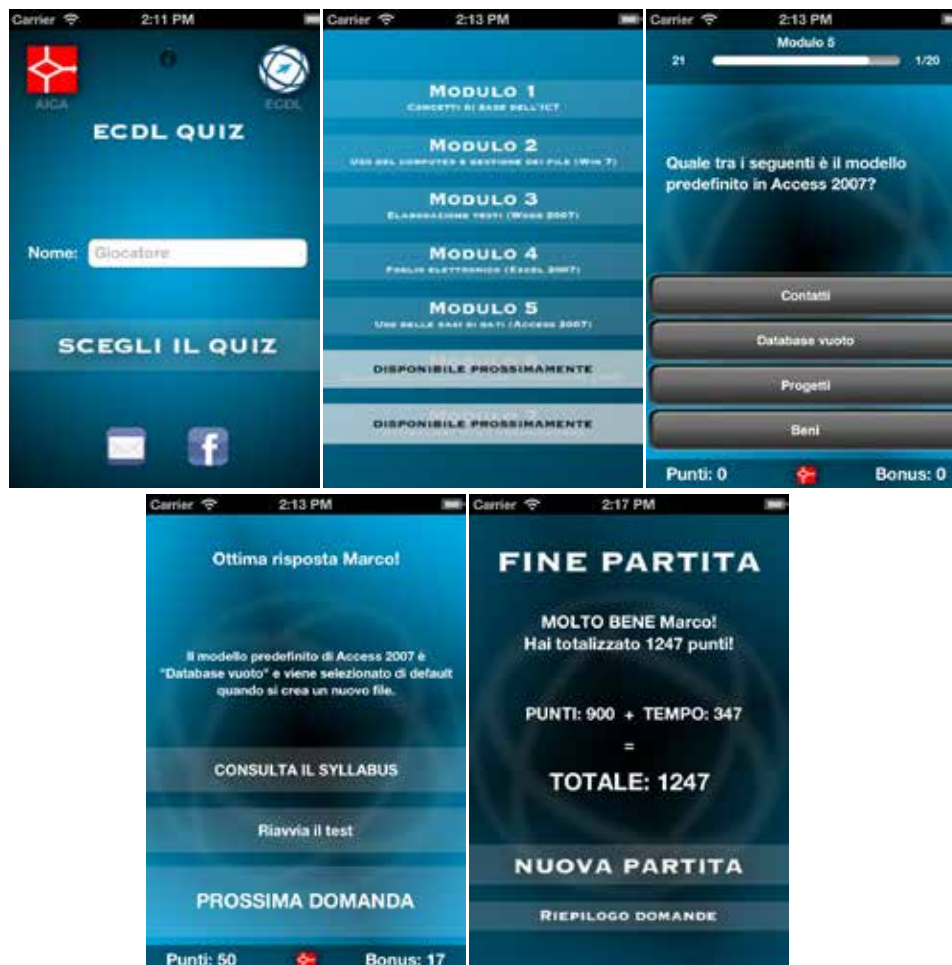 Carrier 2:11 PM
AICA
ECDL
ECDL QUIZ
Nome: Giocatore
SCEGLI IL QUIZ
Carrier 2:13 PM
MODULO 1
CONCETTI DI BASE DELL'ICT
MODULO 2
USO DEL COMPUTER E GESTIONE DEI FILE (WIN 7)
MODULO 3
ELABORAZIONE TESTI (WORD 2007)
MODULO 4
FOGLIO ELETTRONICO (EXCEL 2007)
MODULO 5
USO DELLE BASI DI DATI (ACCESS 2007)
DISPONIBILE PROSSIMAMENTE
DISPONIBILE PROSSIMAMENTE
Carrier 2:13 PM
Modulo 5
21 1/20
Quale tra i seguenti è il modello
predefinito in Access 2007?
Contatti
Database vuoto
Progetti
Beni
Punti: 0 Bonus: 0
Carrier 2:13 PM
Ottima risposta Marco!
Il modello predefinito di Access 2007 è
"Database vuoto" e viene selezionato di default
quando si crea un nuovo file.
CONSULTA IL SYLLABUS
Riavvia il test
PROSSIMA DOMANDA
Punti: 50 Bonus: 17
Carrier 2:17 PM
FINE PARTITA
MOLTO BENE Marco!
Hai totalizzato 1247 punti!
PUNTI: 900 + TEMPO: 347
=
TOTALE: 1247
NUOVA PARTITA
RIEPILOGO DOMANDE